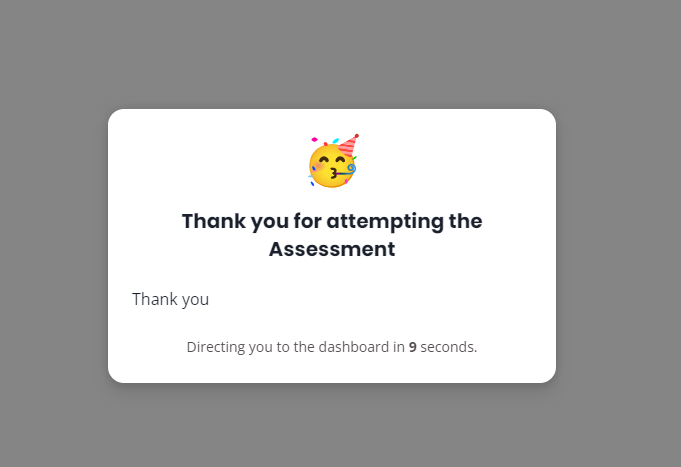 Thank you for attempting the
Assessment
Thank you
Directing you to the dashboard in 9 seconds.